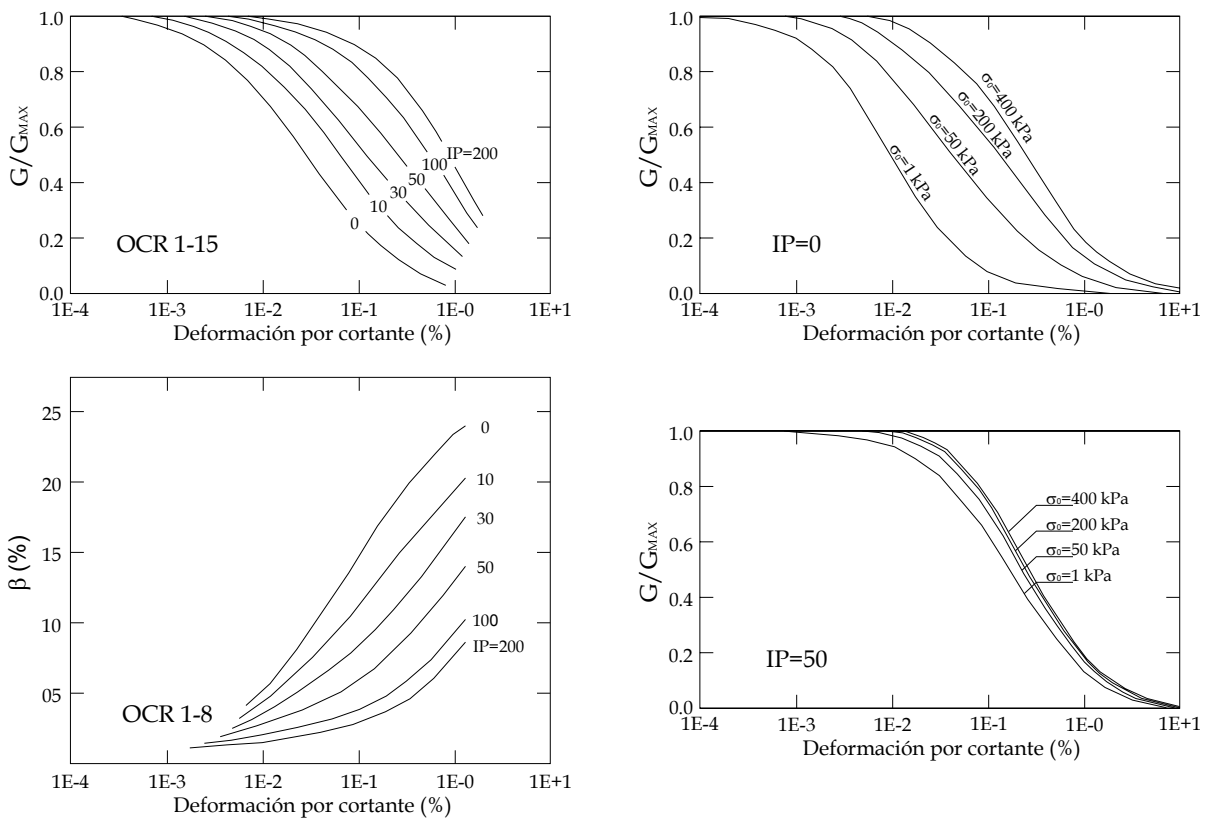 1.0
0.8
0.6
0.4
0.2
0.0
G/GMAX
IP=200
100
50
30
10
0
OCR 1-15
1E-4
1E-3
1E-2
1E-1
1E-0
1E+1
Deformación por cortante (%)
1.0
0.8
0.6
0.4
0.2
0.0
G/GMAX
σ₀=400 kPa
σ₀=200 kPa
σ₀=50 kPa
σ₀=1 kPa
IP=0
1E-4
1E-3
1E-2
1E-1
1E-0
1E+1
Deformación por cortante (%)
25
20
15
10
05
β (%)
0
10
30
50
100
IP=200
OCR 1-8
1E-4
1E-3
1E-2
1E-1
1E-0
1E+1
Deformación por cortante (%)
1.0
0.8
0.6
0.4
0.2
0.0
G/GMAX
σ₀=400 kPa
σ₀=200 kPa
σ₀=50 kPa
σ₀=1 kPa
IP=50
1E-4
1E-3
1E-2
1E-1
1E-0
1E+1
Deformación por cortante (%)